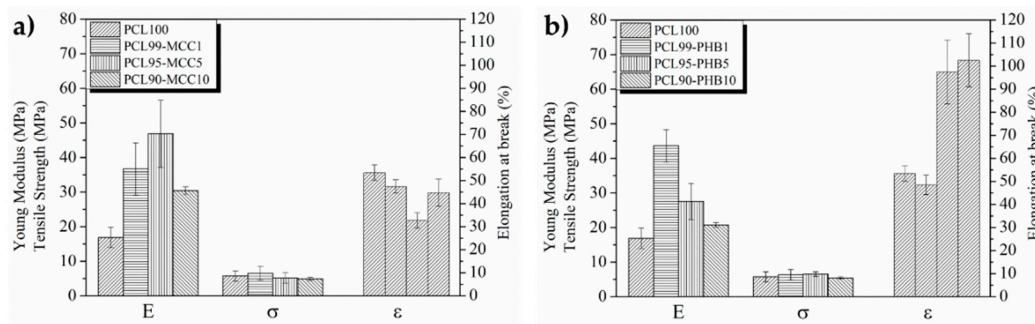 a)
80
70
60
50
40
30
20
10
0
Young Modulus (MPa)
Tensile Strength (MPa)
PCL100
PCL99-MCC1
PCL95-MCC5
PCL90-MCC10
E
σ
ε
120
110
100
90
80
70
60
50
40
30
20
10
0
Elongation at break (%)
b)
80
70
60
50
40
30
20
10
0
Young Modulus (MPa)
Tensile Strength (MPa)
PCL100
PCL99-PHB1
PCL95-PHB5
PCL90-PHB10
E
σ
ε
120
110
100
90
80
70
60
50
40
30
20
10
0
Elongation at break (%)